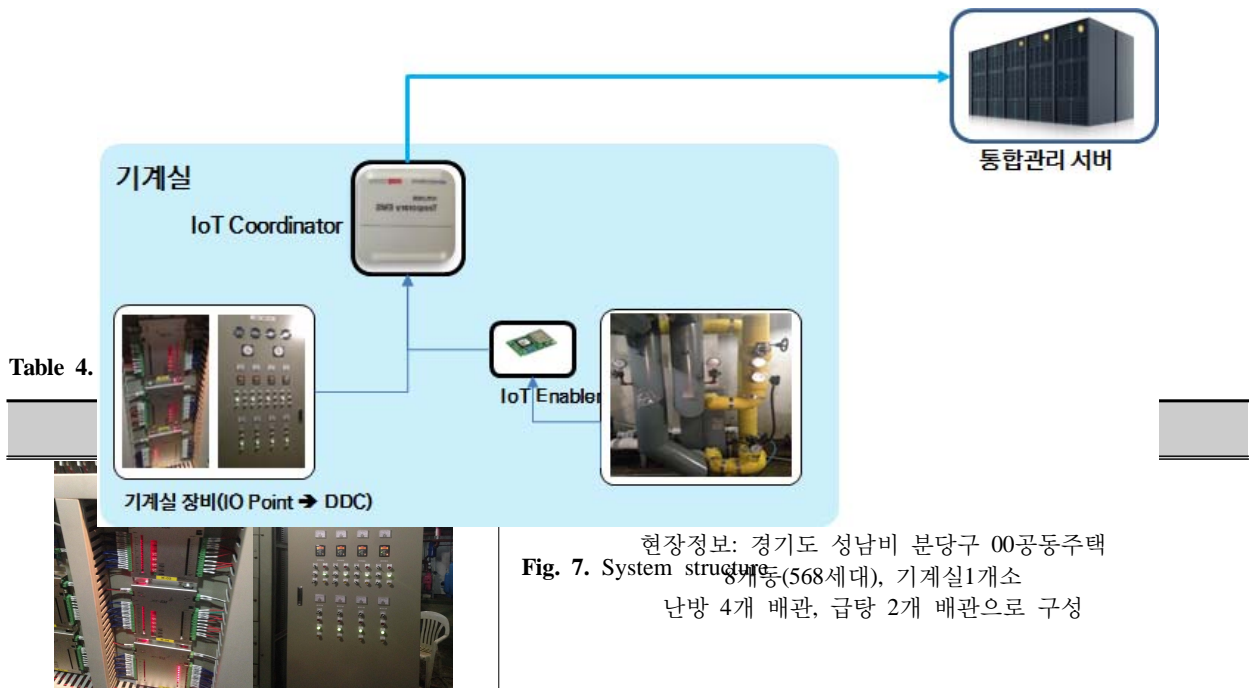 통합관리 서버
기계실
IoT Coordinator
Temporary EMS
Table 4.
IoT Enabler
기계실 장비(IO Point ➔ DDC)
현장정보: 경기도 성남비 분당구 00공동주택
Fig. 7. System structure
8개동(568세대), 기계실1개소
난방 4개 배관, 급탕 2개 배관으로 구성